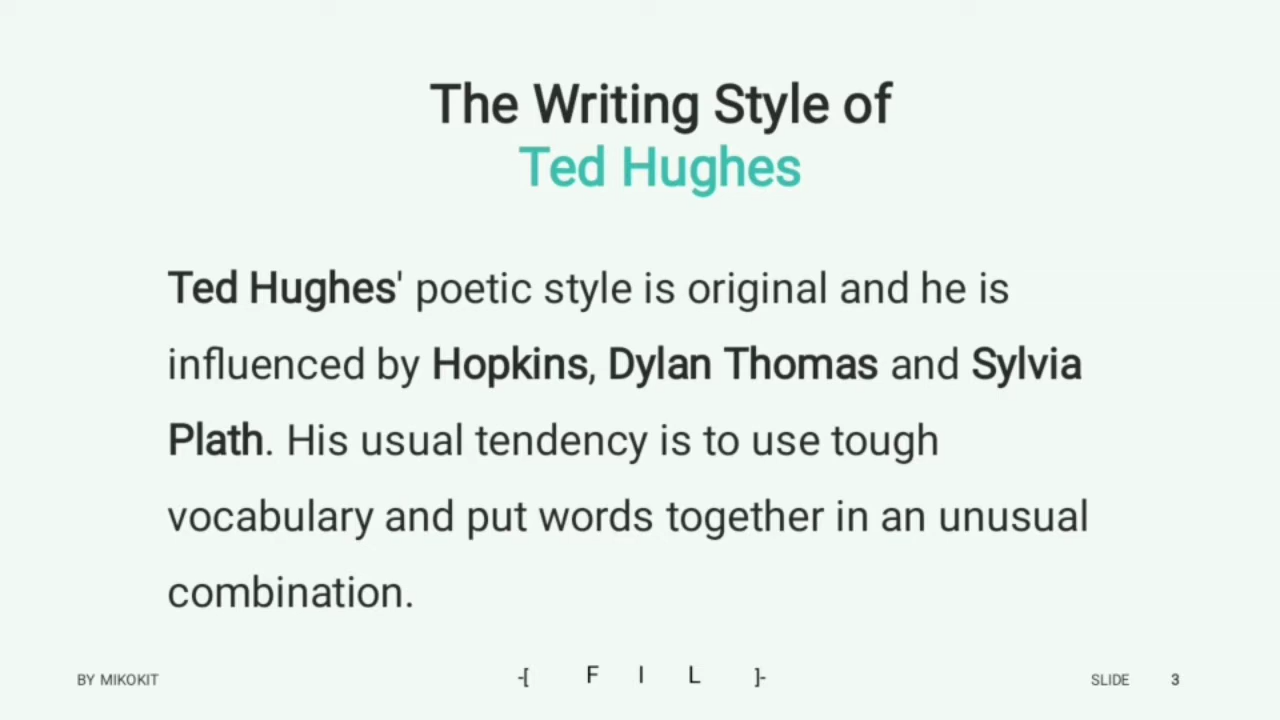 The Writing Style of
Ted Hughes
Ted Hughes' poetic style is original and he is
influenced by Hopkins, Dylan Thomas and Sylvia
Plath. His usual tendency is to use tough
vocabulary and put words together in an unusual
combination.
BY MIKOKIT -[ F I L ]- SLIDE 3